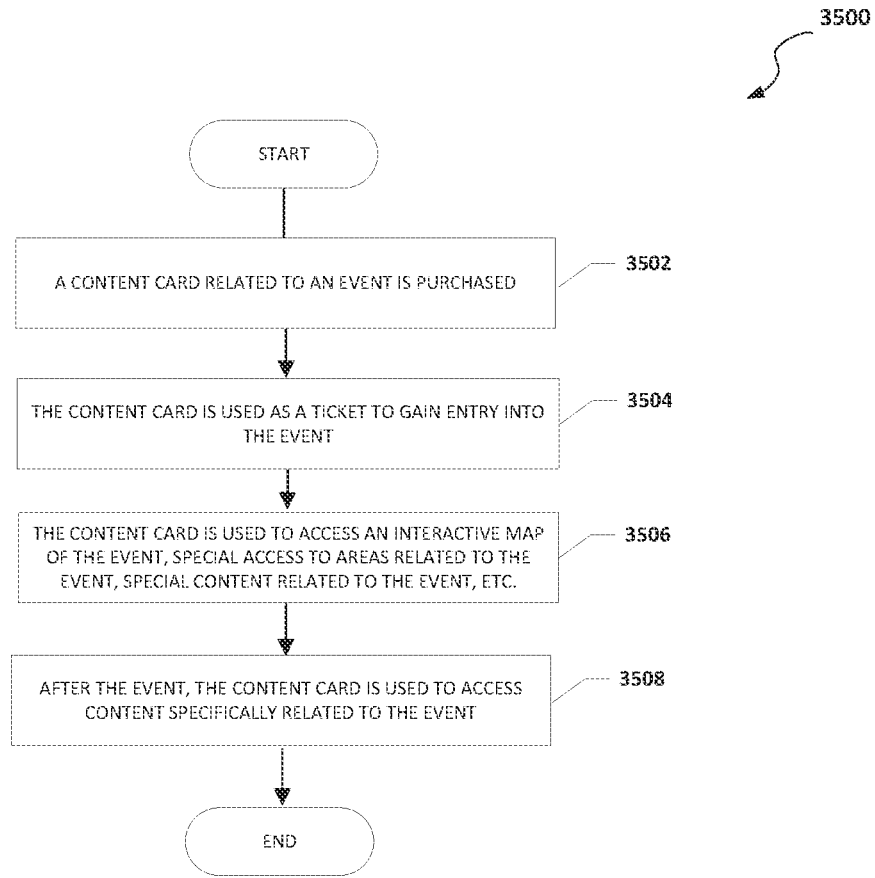 3500
START
A CONTENT CARD RELATED TO AN EVENT IS PURCHASED
3502
THE CONTENT CARD IS USED AS A TICKET TO GAIN ENTRY INTO
THE EVENT
3504
THE CONTENT CARD IS USED TO ACCESS AN INTERACTIVE MAP
OF THE EVENT, SPECIAL ACCESS TO AREAS RELATED TO THE
EVENT, SPECIAL CONTENT RELATED TO THE EVENT, ETC.
3506
AFTER THE EVENT, THE CONTENT CARD IS USED TO ACCESS
CONTENT SPECIFICALLY RELATED TO THE EVENT
3508
END